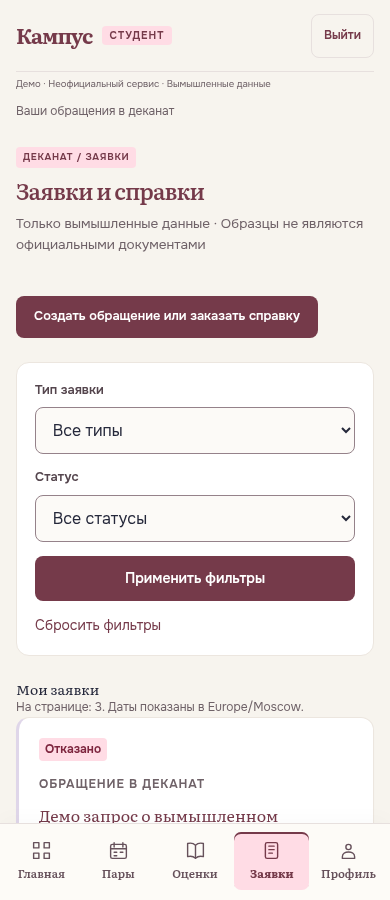 Кампус СТУДЕНТ Выйти
Демо · Неофициальный сервис · Вымышленные данные
Ваши обращения в деканат
ДЕКАНАТ / ЗАЯВКИ
Заявки и справки
Только вымышленные данные · Образцы не являются
официальными документами
Создать обращение или заказать справку
Тип заявки
Все типы
Статус
Все статусы
Применить фильтры
Сбросить фильтры
Мои заявки
На странице: 3. Даты показаны в Europe/Moscow.
Отказано
ОБРАЩЕНИЕ В ДЕКАНАТ
Демо запрос о вымышленном
Главная Пары Оценки Заявки Профиль